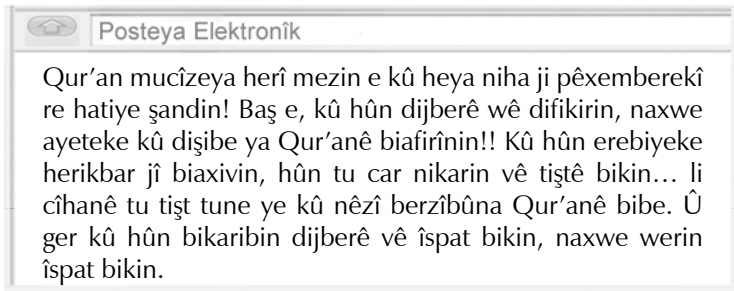 Posteya Elektronîk
Qur’an mucîzeya herî mezin e kû heya niha ji pêxemberekî
re hatiye şandin! Baş e, kû hûn dijberê wê difikirin, naxwe
ayeteke kû dişibe ya Qur’anê biafirînin!! Kû hûn erebiyeke
herikbar jî biaxivin, hûn tu car nikarin vê tiştê bikin… li
cîhanê tu tişt tune ye kû nêzî berzîbûna Qur’anê bibe. Û
ger kû hûn bikaribin dijberê vê îspat bikin, naxwe werin
îspat bikin.